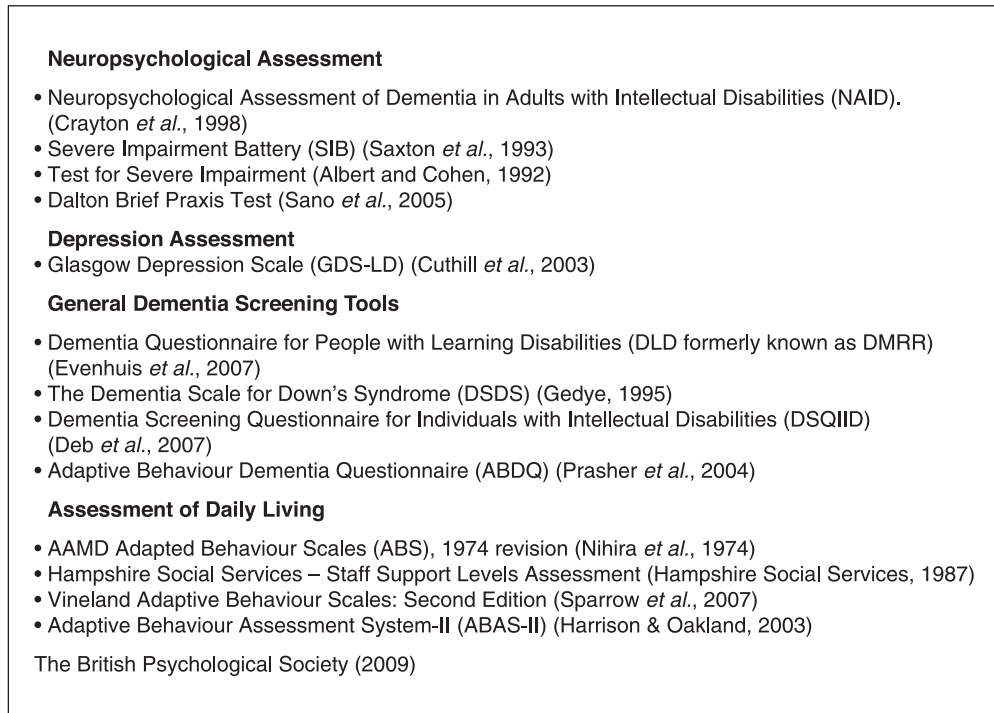 Neuropsychological Assessment
• Neuropsychological Assessment of Dementia in Adults with Intellectual Disabilities (NAID).
(Crayton et al., 1998)
• Severe Impairment Battery (SIB) (Saxton et al., 1993)
• Test for Severe Impairment (Albert and Cohen, 1992)
• Dalton Brief Praxis Test (Sano et al., 2005)
Depression Assessment
• Glasgow Depression Scale (GDS-LD) (Cuthill et al., 2003)
General Dementia Screening Tools
• Dementia Questionnaire for People with Learning Disabilities (DLD formerly known as DMRR)
(Evenhuis et al., 2007)
• The Dementia Scale for Down's Syndrome (DSDS) (Gedye, 1995)
• Dementia Screening Questionnaire for Individuals with Intellectual Disabilities (DSQIID)
(Deb et al., 2007)
• Adaptive Behaviour Dementia Questionnaire (ABDQ) (Prasher et al., 2004)
Assessment of Daily Living
• AAMD Adapted Behaviour Scales (ABS), 1974 revision (Nihira et al., 1974)
• Hampshire Social Services – Staff Support Levels Assessment (Hampshire Social Services, 1987)
• Vineland Adaptive Behaviour Scales: Second Edition (Sparrow et al., 2007)
• Adaptive Behaviour Assessment System-II (ABAS-II) (Harrison & Oakland, 2003)
The British Psychological Society (2009)